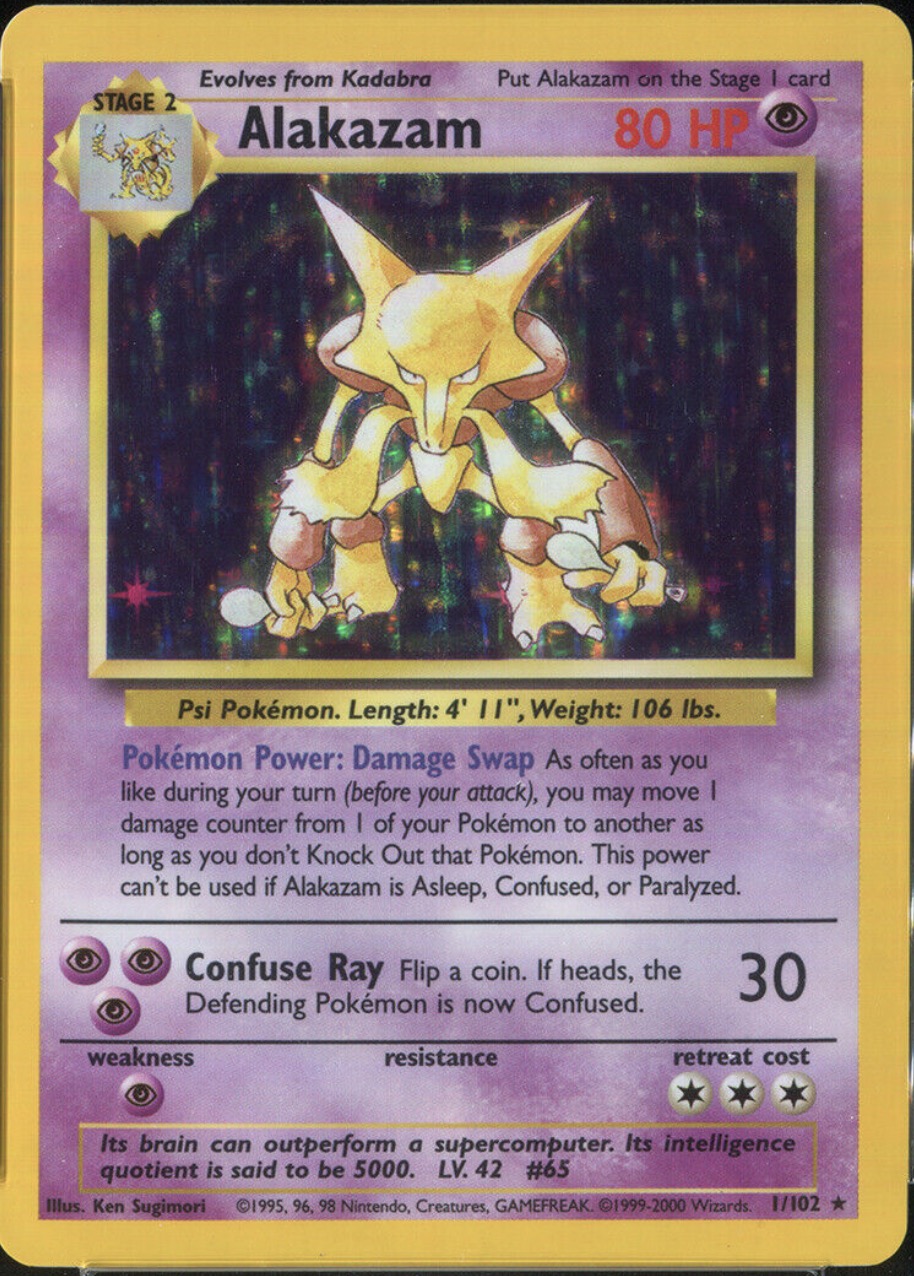 Evolves from Kadabra Put Alakazam on the Stage 1 card
STAGE 2
Alakazam 80 HP
Psi Pokémon. Length: 4' 11", Weight: 106 lbs.
Pokémon Power: Damage Swap As often as you
like during your turn (before your attack), you may move 1
damage counter from 1 of your Pokémon to another as
long as you don't Knock Out that Pokémon. This power
can't be used if Alakazam is Asleep, Confused, or Paralyzed.
Confuse Ray Flip a coin. If heads, the
Defending Pokémon is now Confused.
30
weakness resistance retreat cost
Its brain can outperform a supercomputer. Its intelligence
quotient is said to be 5000. LV. 42 #65
Illus. Ken Sugimori ©1995, 96, 98 Nintendo, Creatures, GAMEFREAK. ©1999-2000 Wizards. 1/102 ★